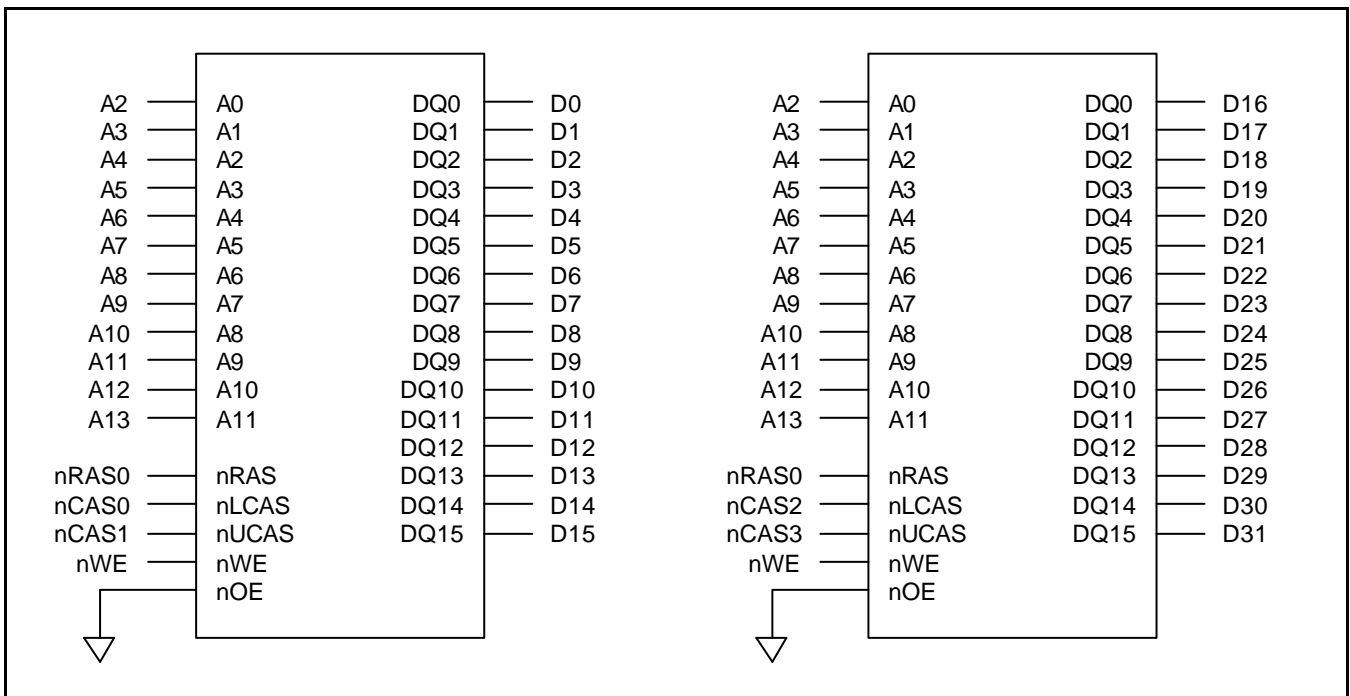 A2 A0 DQ0 D0 A2 A0 DQ0 D16
A3 A1 DQ1 D1 A3 A1 DQ1 D17
A4 A2 DQ2 D2 A4 A2 DQ2 D18
A5 A3 DQ3 D3 A5 A3 DQ3 D19
A6 A4 DQ4 D4 A6 A4 DQ4 D20
A7 A5 DQ5 D5 A7 A5 DQ5 D21
A8 A6 DQ6 D6 A8 A6 DQ6 D22
A9 A7 DQ7 D7 A9 A7 DQ7 D23
A10 A8 DQ8 D8 A10 A8 DQ8 D24
A11 A9 DQ9 D9 A11 A9 DQ9 D25
A12 A10 DQ10 D10 A12 A10 DQ10 D26
A13 A11 DQ11 D11 A13 A11 DQ11 D27
DQ12 D12 DQ12 D28
nRAS0 nRAS DQ13 D13 nRAS0 nRAS DQ13 D29
nCAS0 nLCAS DQ14 D14 nCAS2 nLCAS DQ14 D30
nCAS1 nUCAS DQ15 D15 nCAS3 nUCAS DQ15 D31
nWE nWE nWE nWE
nOE nOE